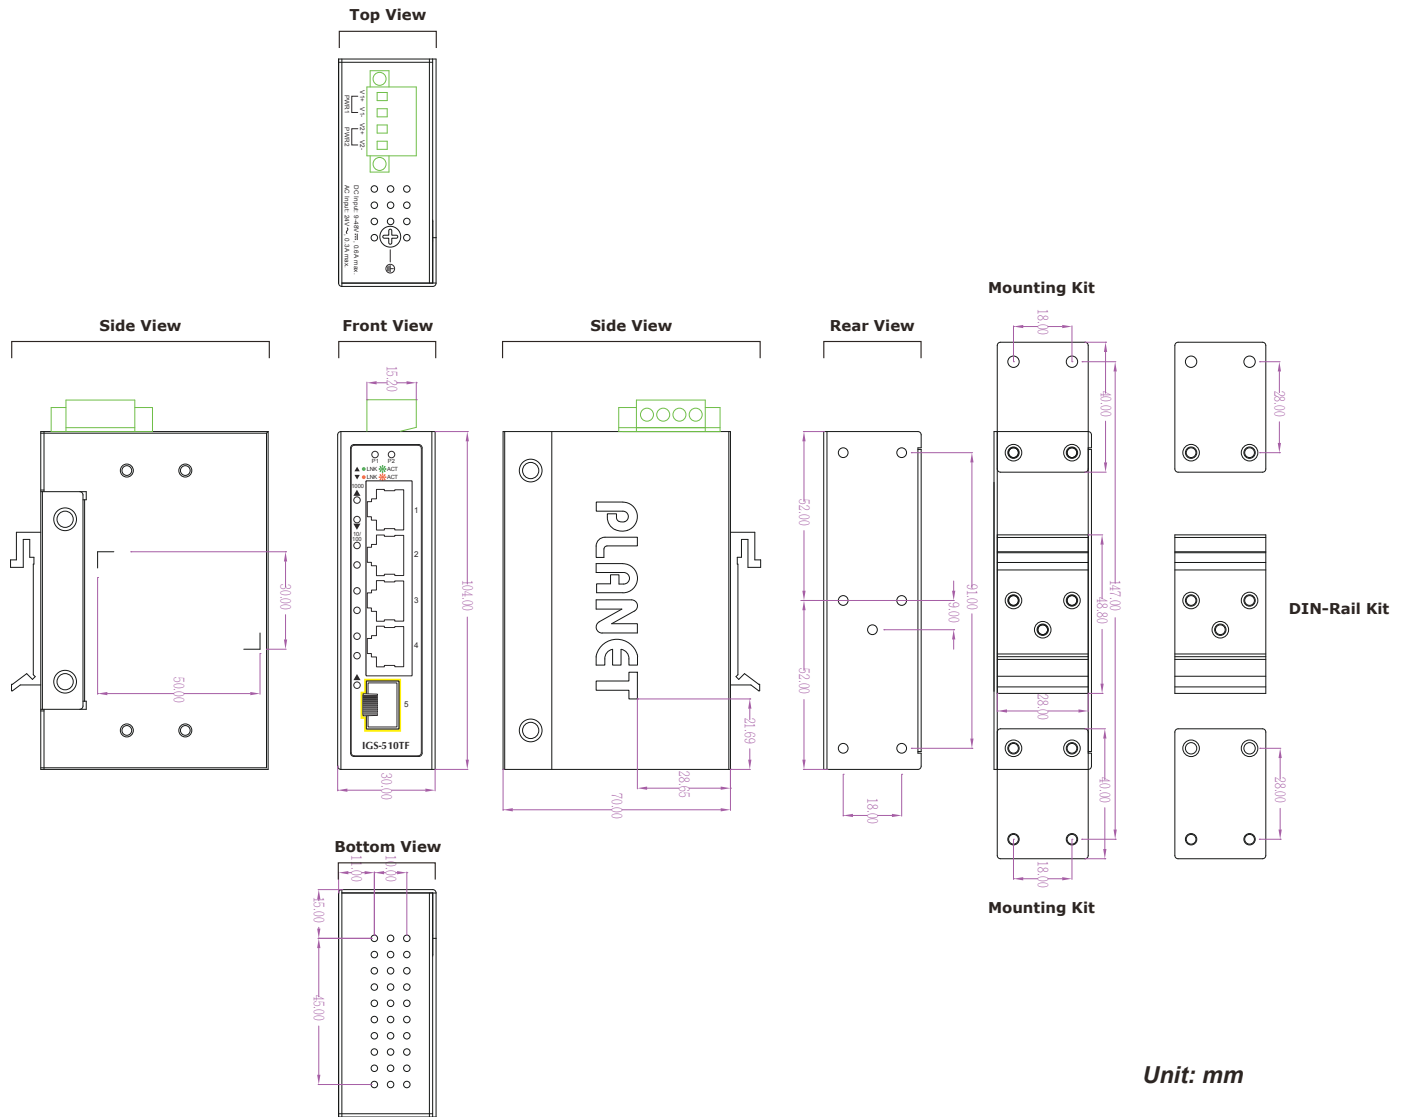 Top View
V1+ V1- V2+ V2-
PWR1 PWR2
DC Input: 9-48V⎓, 0.6A max.
AC Input: 24V ~, 0.3A max.
Side View
Front View
Side View
Rear View
Mounting Kit
15.20
P1 P2
▲ LNK ACT
▼ LNK ACT
1000
10/
100
1
2
3
4
5
IGS-510TF
30.00
50.00
104.00
30.00
PLANET
21.69
28.65
70.00
52.00
52.00
91.00
9.00
18.00
18.00
40.00
147.00
48.80
28.00
40.00
18.00
28.00
28.00
DIN-Rail Kit
Mounting Kit
Bottom View
11.00
10.00
15.00
45.00
Unit: mm